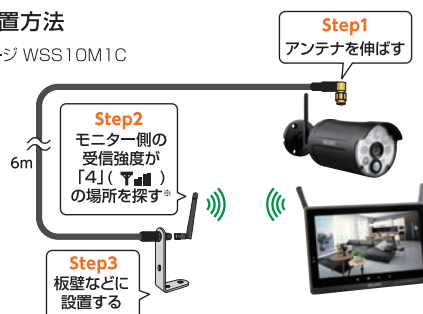 置方法
ジ WSS10M1C
Step1
アンテナを伸ばす
Step2
モニター側の
受信強度が
「4」( )
の場所を探す※
6m
Step3
板壁などに
設置する